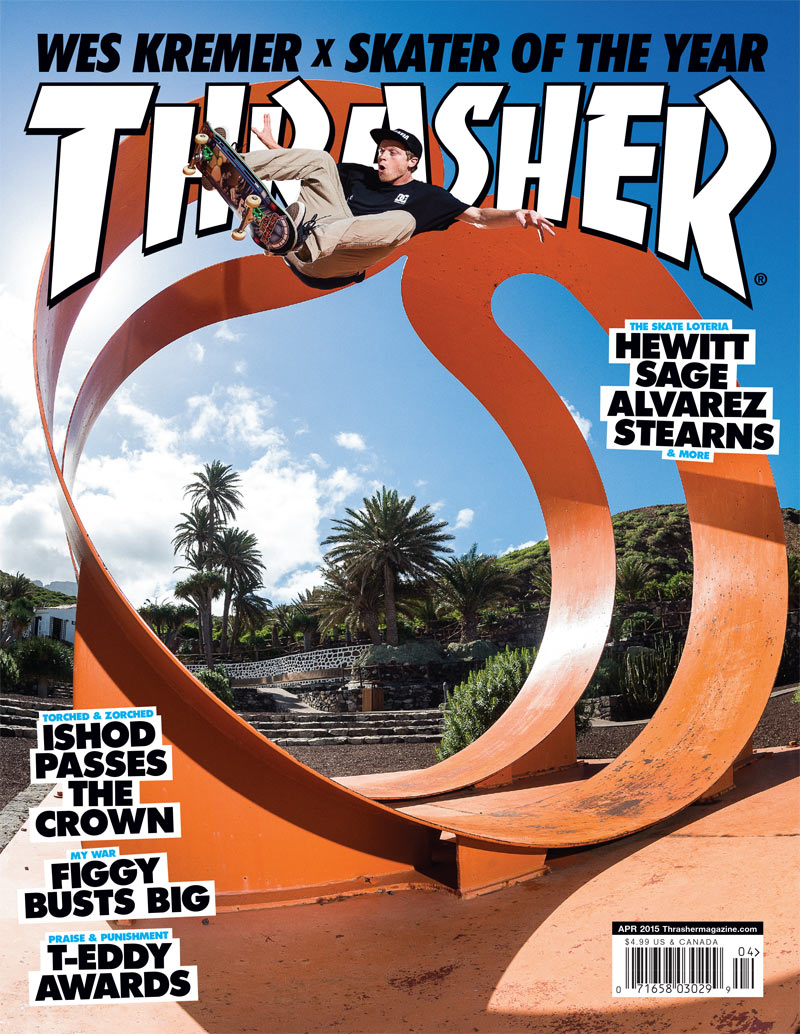 WES KREMER x SKATER OF THE YEAR
THRASHER
®
DC
THE SKATE LOTERIA
HEWITT
SAGE
ALVAREZ
STEARNS
& MORE
TORCHED & ZORCHED
ISHOD
PASSES
THE
CROWN
MY WAR
FIGGY
BUSTS BIG
PRAISE & PUNISHMENT
T-EDDY
AWARDS
APR 2015 Thrashermagazine.com
$4.99 US & CANADA
04>
0 71658 03029 9